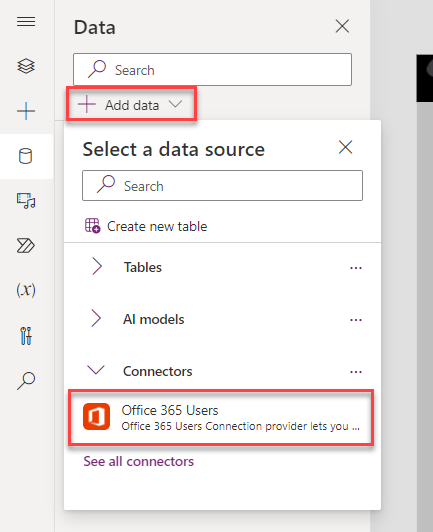 Data
Search
Add data
Select a data source
Search
Create new table
Tables
AI models
Connectors
Office 365 Users
Office 365 Users Connection provider lets you ...
See all connectors
(x)